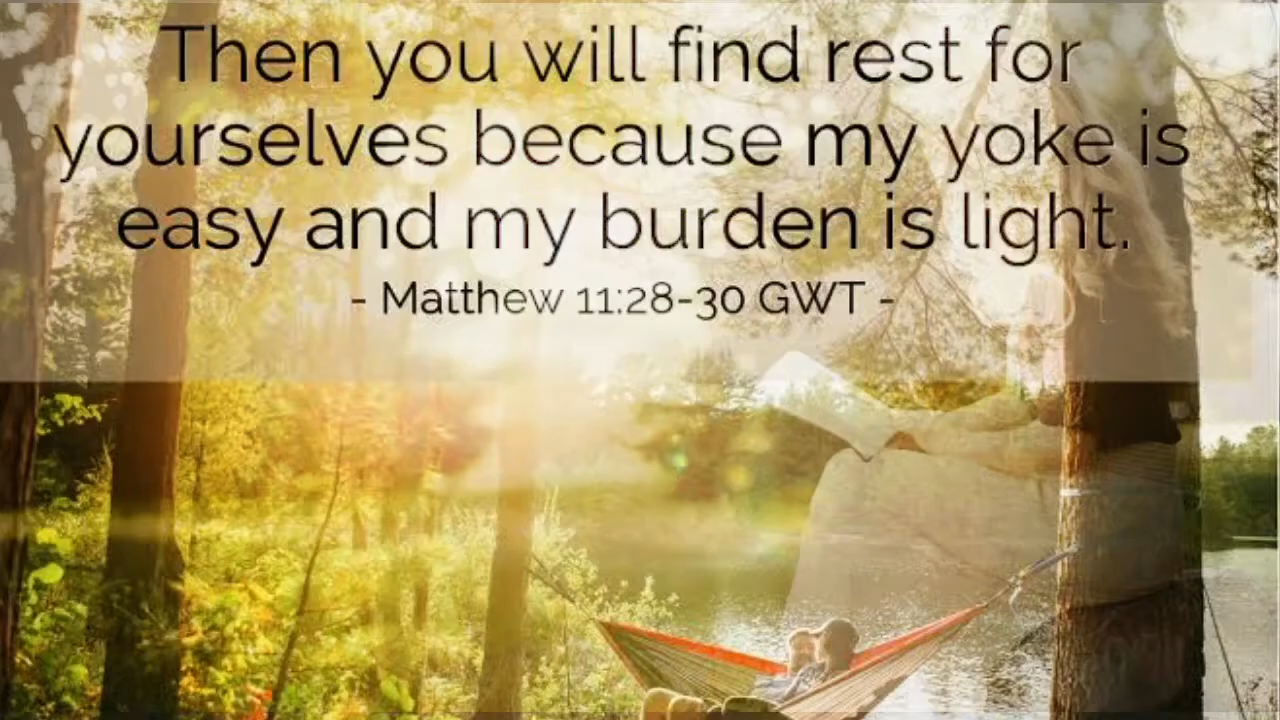 Then you will find rest for
yourselves because my yoke is
easy and my burden is light.
- Matthew 11:28-30 GWT -